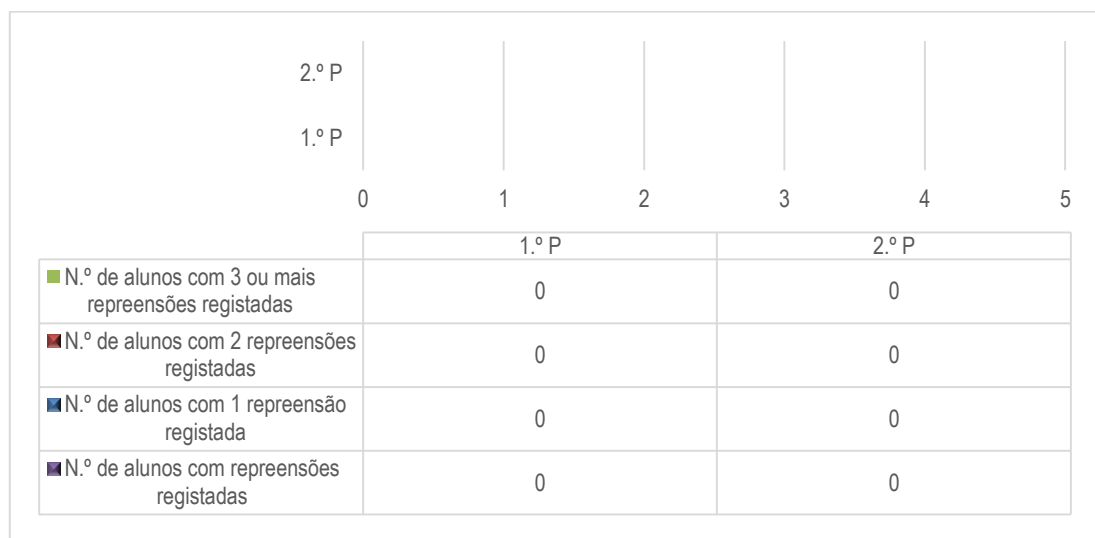 2.º P
1.º P
0 1 2 3 4 5
1.º P 2.º P
N.º de alunos com 3 ou mais
repreensões registadas 0 0
N.º de alunos com 2 repreensões
registadas 0 0
N.º de alunos com 1 repreensão
registada 0 0
N.º de alunos com repreensões
registadas 0 0